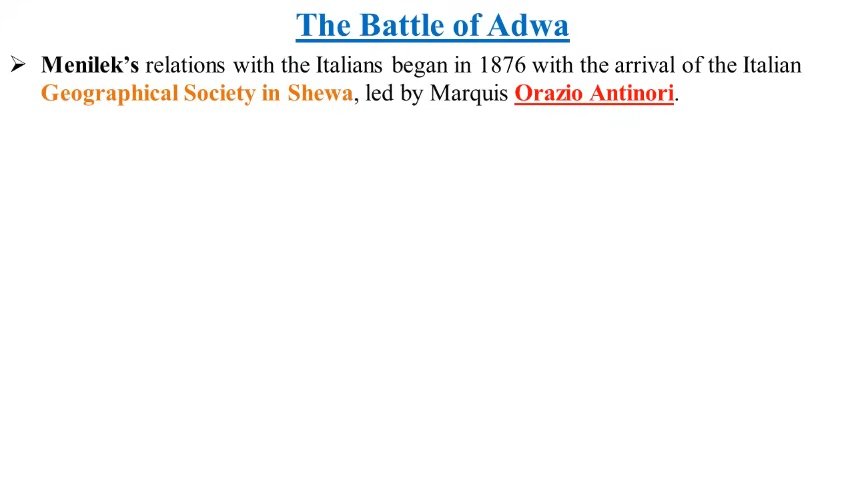 The Battle of Adwa
➢ Menilek’s relations with the Italians began in 1876 with the arrival of the Italian
Geographical Society in Shewa, led by Marquis Orazio Antinori.